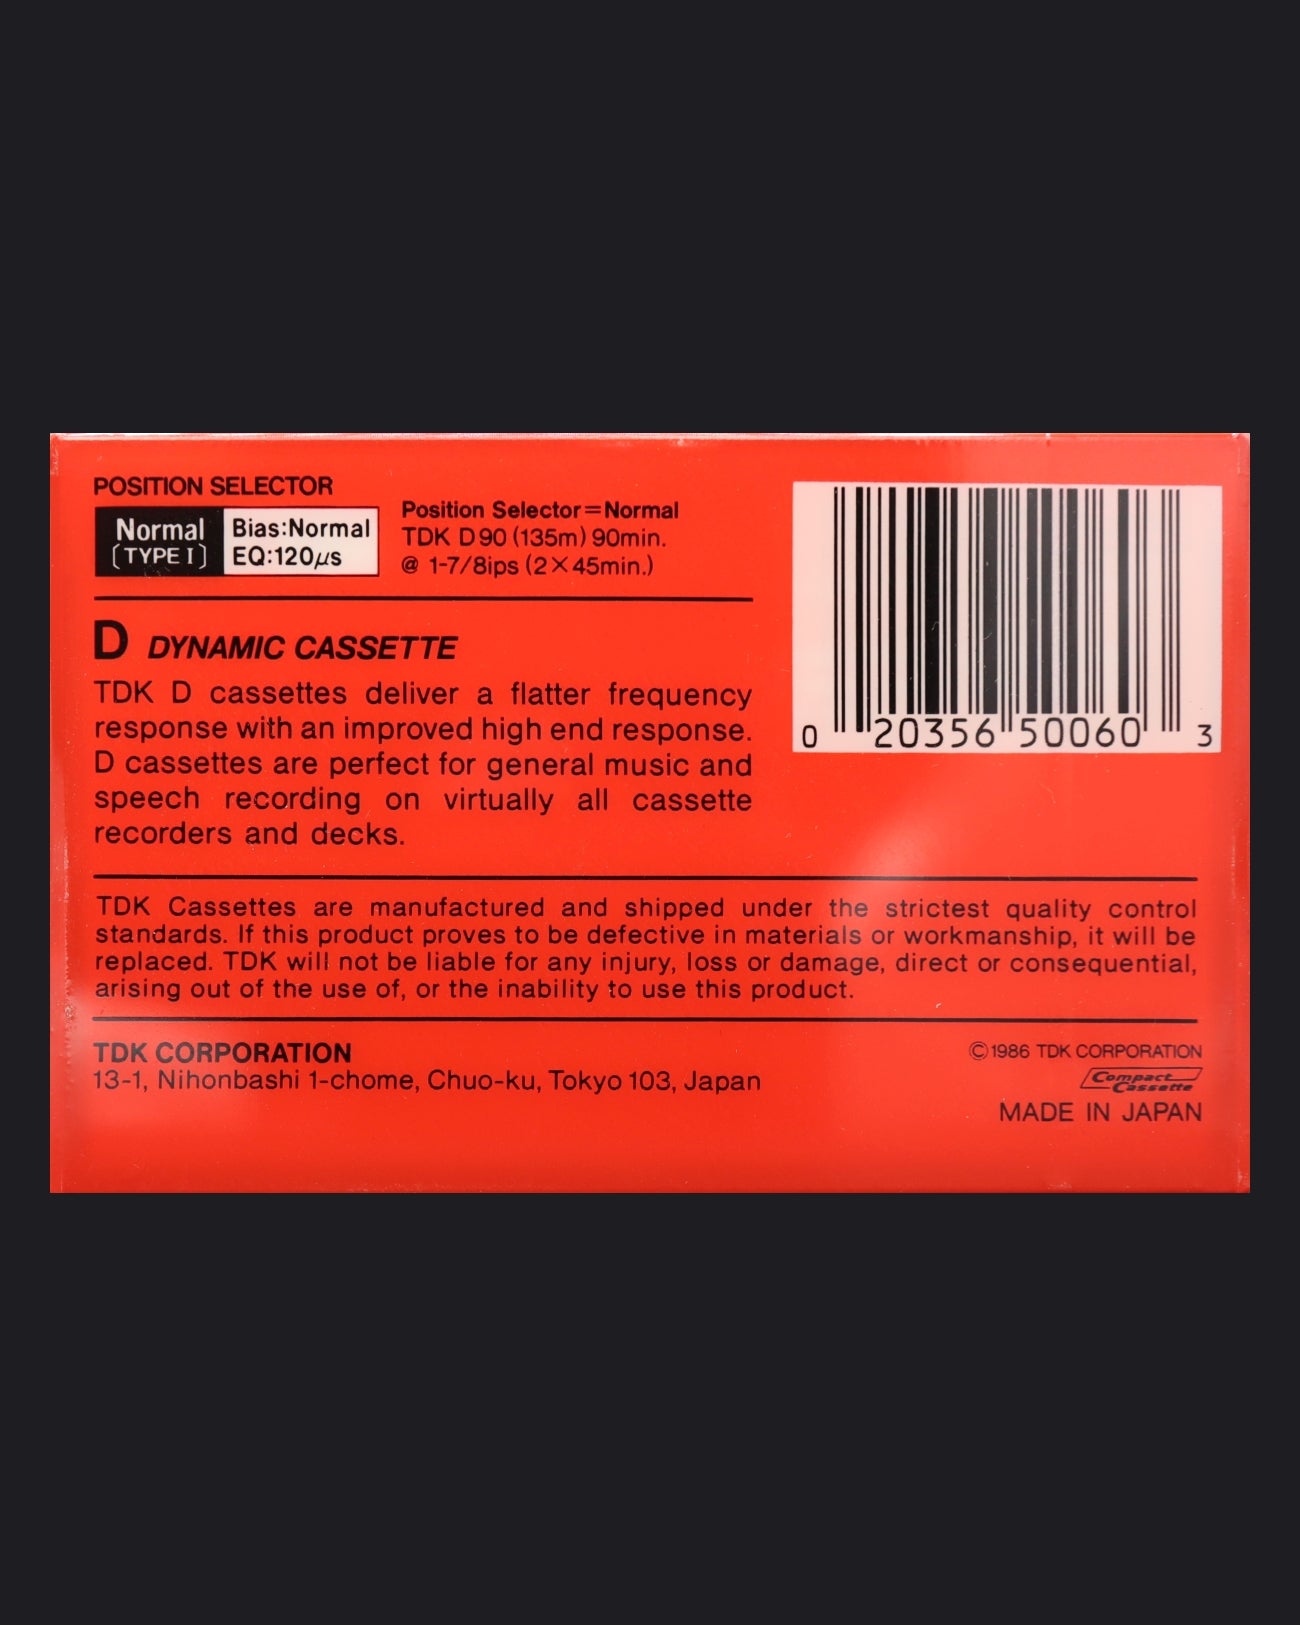 POSITION SELECTOR
Normal
[TYPE I]
Bias:Normal
EQ:120μs
Position Selector=Normal
TDK D90 (135m) 90min.
@ 1-7/8ips (2×45min.)
0 20356 50060 3
D DYNAMIC CASSETTE
TDK D cassettes deliver a flatter frequency
response with an improved high end response.
D cassettes are perfect for general music and
speech recording on virtually all cassette
recorders and decks.
TDK Cassettes are manufactured and shipped under the strictest quality control
standards. If this product proves to be defective in materials or workmanship, it will be
replaced. TDK will not be liable for any injury, loss or damage, direct or consequential,
arising out of the use of, or the inability to use this product.
TDK CORPORATION
13-1, Nihonbashi 1-chome, Chuo-ku, Tokyo 103, Japan
©1986 TDK CORPORATION
Compact
Cassette
MADE IN JAPAN